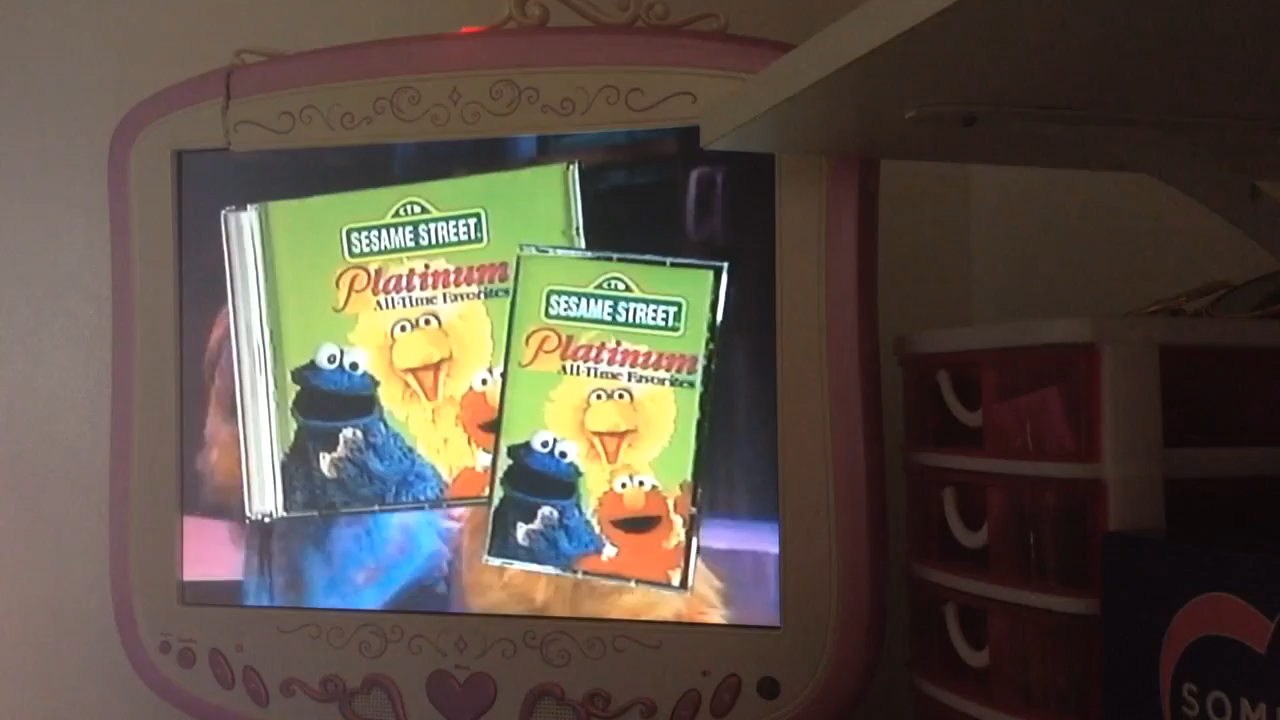 CTW
SESAME STREET
Platinum
All-Time Favorites
CTW
SESAME STREET
Platinum
All-Time Favorites
SOM